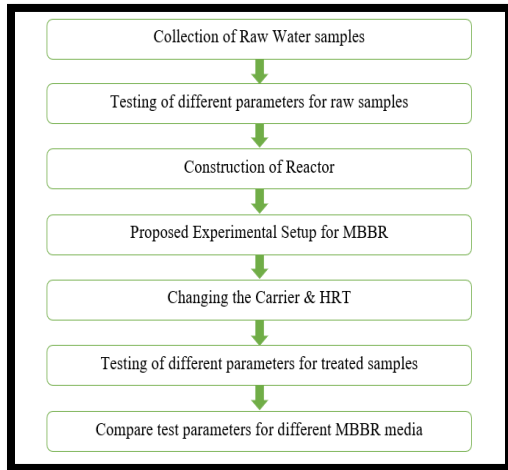 Collection of Raw Water samples
Testing of different parameters for raw samples
Construction of Reactor
Proposed Experimental Setup for MBBR
Changing the Carrier & HRT
Testing of different parameters for treated samples
Compare test parameters for different MBBR media